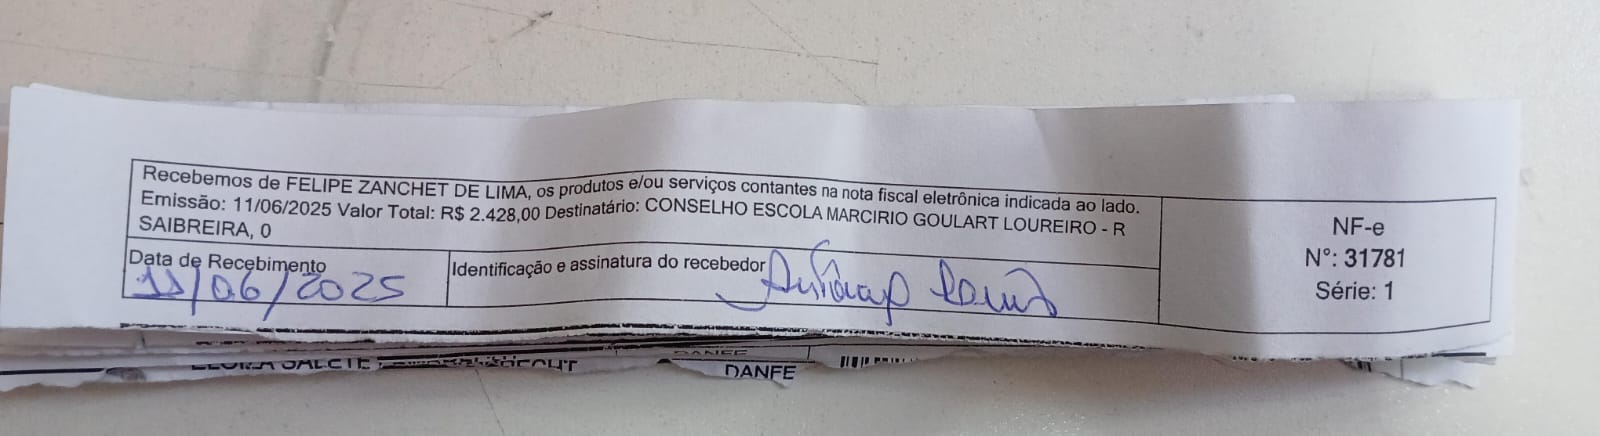 Recebemos de FELIPE ZANCHET DE LIMA, os produtos e/ou serviços contantes na nota fiscal eletrônica indicada ao lado.
Emissão: 11/06/2025 Valor Total: R$ 2.428,00 Destinatário: CONSELHO ESCOLA MARCIRIO GOULART LOUREIRO - R
SAIBREIRA, 0
Data de Recebimento
11/06/2025
Identificação e assinatura do recebedor
NF-e
N°: 31781
Série: 1
DANFE
DANFE